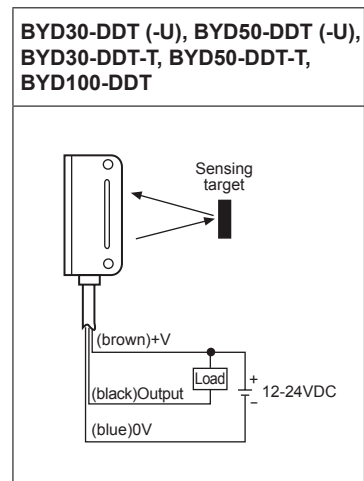 BYD30-DDT (-U), BYD50-DDT (-U),
BYD30-DDT-T, BYD50-DDT-T,
BYD100-DDT
Sensing
target
(brown)+V
Load
+
12-24VDC
−
(black)Output
(blue)0V